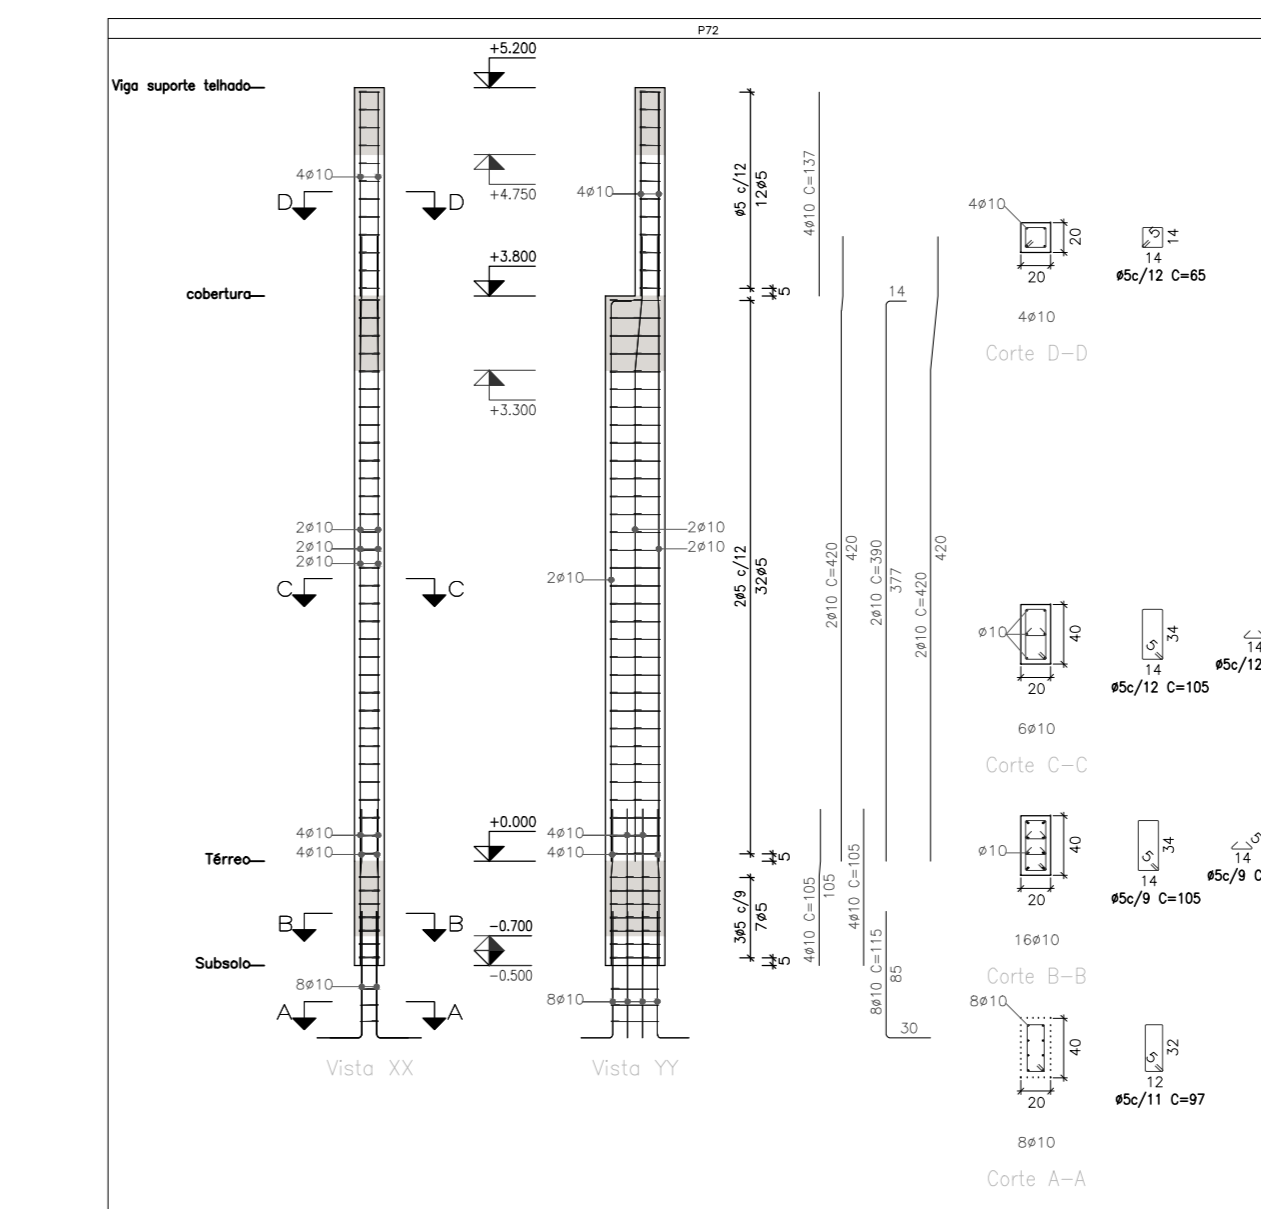 P72
+5.200
Viga suporte telhado
+4.750
4ø10
4ø10
D D
+3.800
cobertura
+3.300
2ø10
2ø10
2ø10
2ø10
2ø10
2ø10
C C
+0.000
4ø10
4ø10
4ø10
4ø10
Térreo
B B
-0.700
Subsolo
-0.500
8ø10
8ø10
A A
Vista XX
Vista YY
ø5 c/12
12ø5
5
2ø5 c/12
32ø5
5
3ø5 c/9
7ø5
5
4ø10 C=137
2ø10 C=420
420
14
2ø10 C=390
377
2ø10 C=420
420
4ø10 C=105
105
4ø10 C=105
8ø10 C=115
85
30
4ø10
20
20
5
14
14
ø5c/12 C=65
4ø10
Corte D-D
ø10
40
20
5
34
14
ø5c/12 C=105
14
ø5c/12
6ø10
Corte C-C
ø10
40
20
5
34
14
ø5c/9 C=105
5
14
ø5c/9 C
16ø10
Corte B-B
8ø10
40
20
5
32
12
ø5c/11 C=97
8ø10
Corte A-A